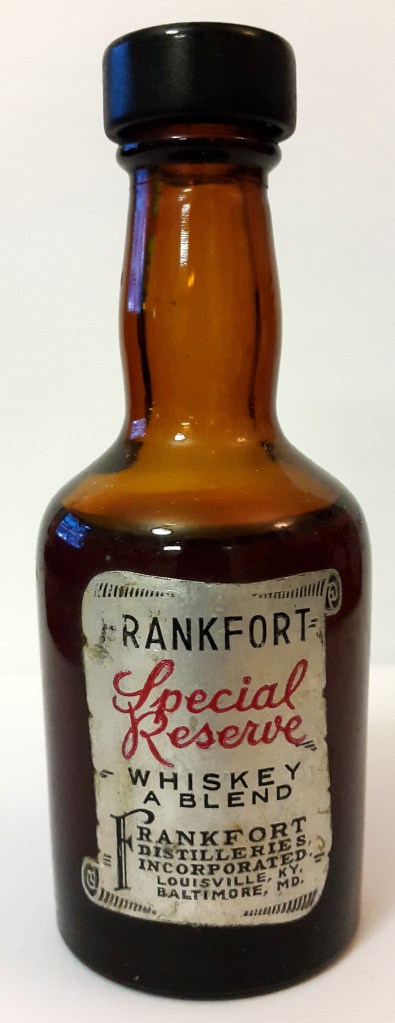 FRANKFORT
Special
Reserve
WHISKEY
A BLEND
FRANKFORT
DISTILLERIES,
INCORPORATED.
LOUISVILLE, KY.
BALTIMORE, MD.